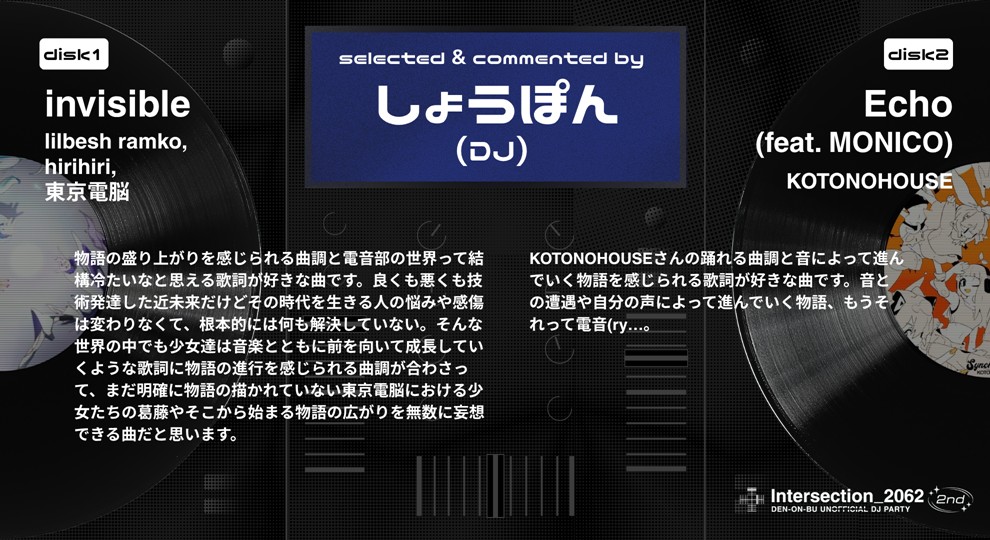 disk1
invisible
lilbesh ramko,
hirihiri,
東京電脳
selected & commented by
しょうぽん
(DJ)
disk2
Echo
(feat. MONICO)
KOTONOHOUSE
物語の盛り上がりを感じられる曲調と電音部の世界って結
構冷たいなと思える歌詞が好きな曲です。良くも悪くも技
術発達した近未来だけどその時代を生きる人の悩みや感傷
は変わりなくて、根本的には何も解決していない。そんな
世界の中でも少女達は音楽とともに前を向いて成長してい
くような歌詞に物語の進行を感じられる曲調が合わさっ
て、まだ明確に物語の描かれていない東京電脳における少
女たちの葛藤やそこから始まる物語の広がりを無数に妄想
できる曲だと思います。
KOTONOHOUSEさんの踊れる曲調と音によって進ん
でいく物語を感じられる歌詞が好きな曲です。音と
の遭遇や自分の声によって進んでいく物語、もうそ
れって電音(ry…。
Intersection_2062
DEN-ON-BU UNOFFICIAL DJ PARTY
2nd